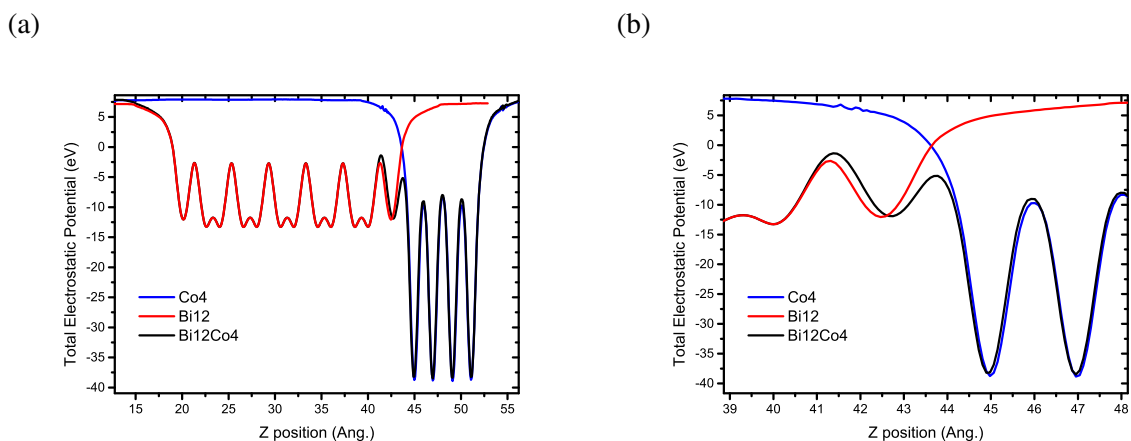 (a)
(b)
Total Electrostatic Potential (eV)
5
0
-5
-10
-15
-20
-25
-30
-35
-40
Co4
Bi12
Bi12Co4
15 20 25 30 35 40 45 50 55
Z position (Ang.)
Total Electrostatic Potential (eV)
5
0
-5
-10
-15
-20
-25
-30
-35
-40
Co4
Bi12
Bi12Co4
39 40 41 42 43 44 45 46 47 48
Z position (Ang.)